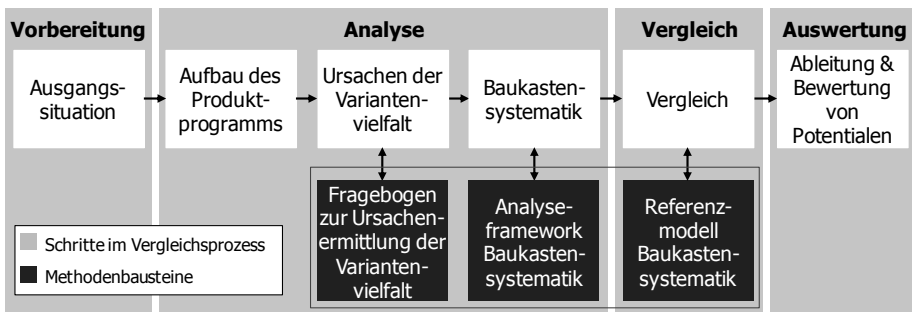 Vorbereitung
Analyse
Vergleich
Auswertung
Ausgangs-
situation
Aufbau des
Produkt-
programms
Ursachen der
Varianten-
vielfalt
Baukasten-
systematik
Vergleich
Ableitung &
Bewertung
von
Potentialen
Fragebogen
zur Ursachen-
ermittlung der
Varianten-
vielfalt
Analyse-
framework
Baukasten-
systematik
Referenz-
modell
Baukasten-
systematik
Schritte im Vergleichsprozess
Methodenbausteine